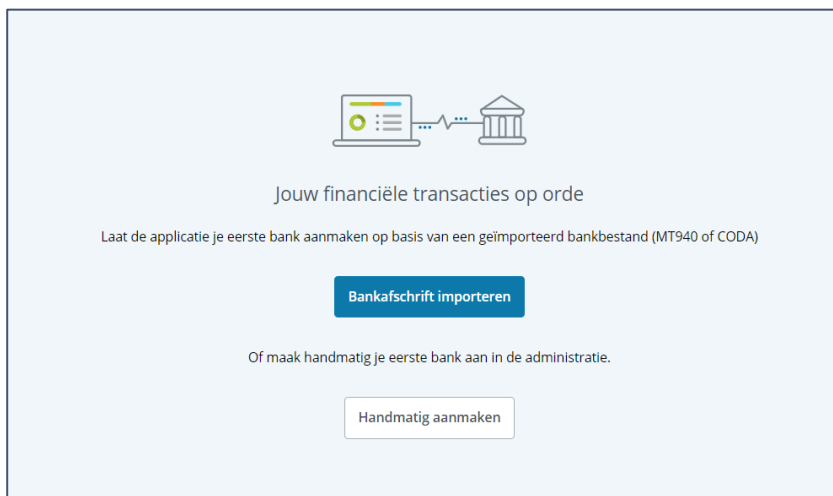 Jouw financiële transacties op orde
Laat de applicatie je eerste bank aanmaken op basis van een geïmporteerd bankbestand (MT940 of CODA)
Bankafschrift importeren
Of maak handmatig je eerste bank aan in de administratie.
Handmatig aanmaken